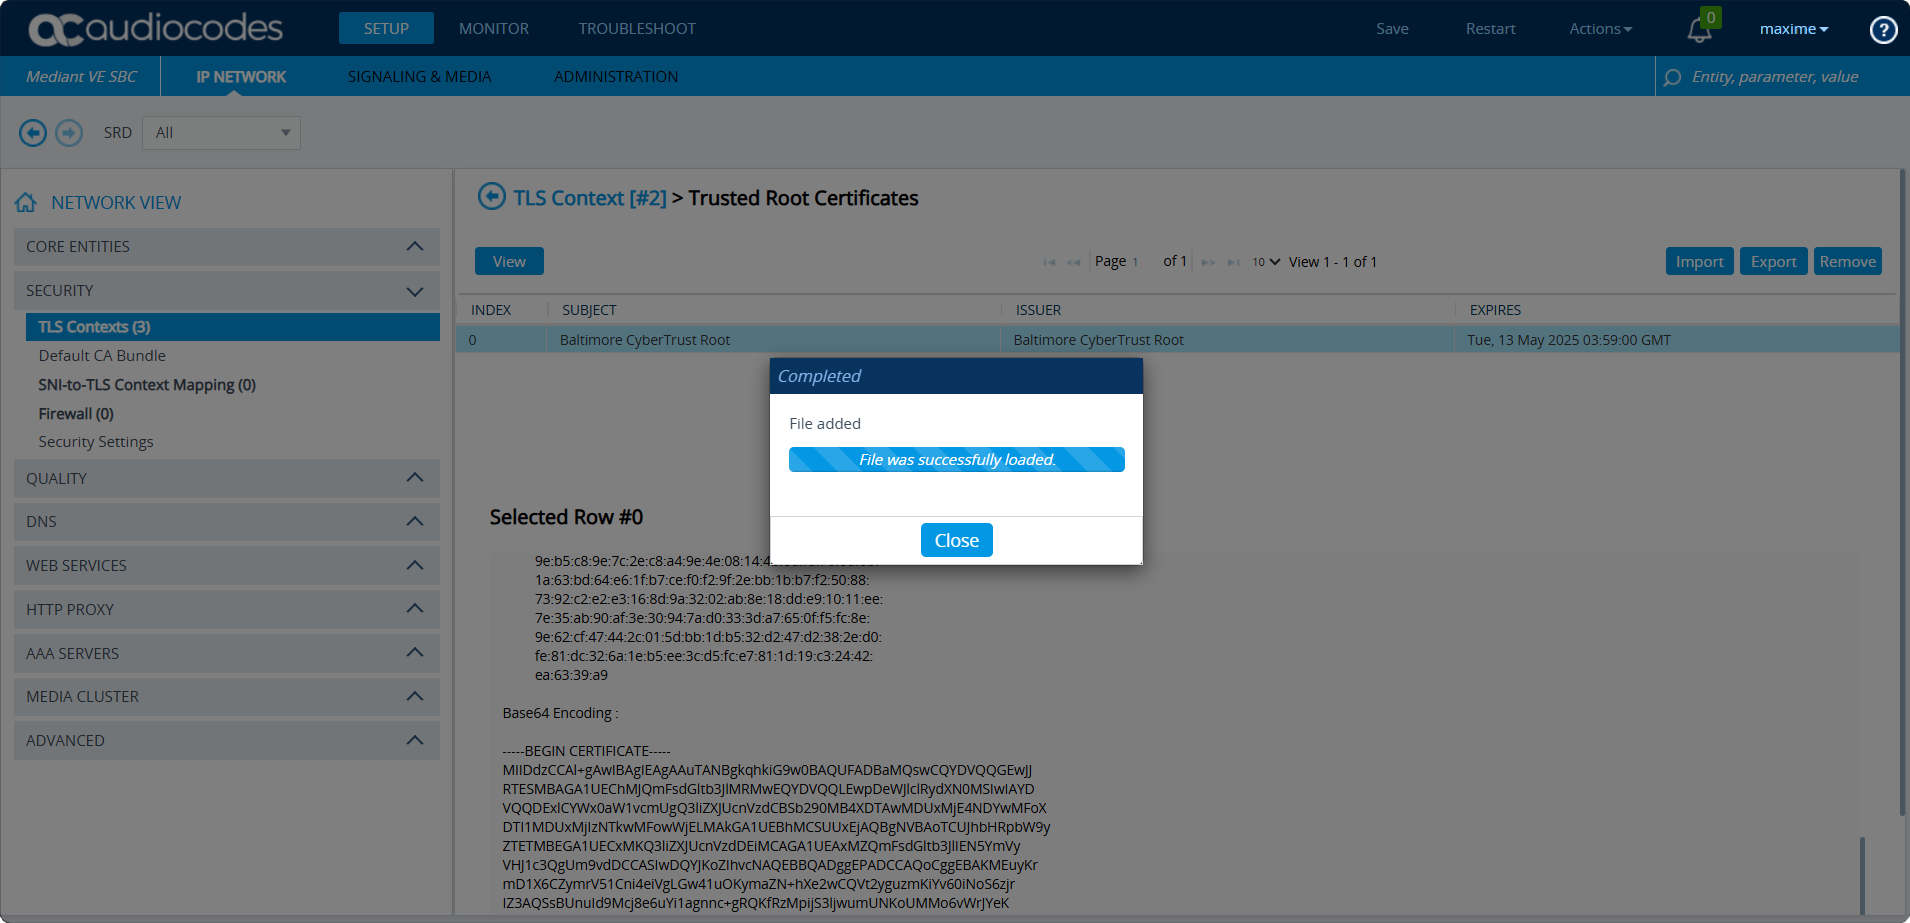 audiocodes
SETUP
MONITOR
TROUBLESHOOT
Save
Restart
Actions
0
maxime
?
Mediant VE SBC
IP NETWORK
SIGNALING & MEDIA
ADMINISTRATION
Entity, parameter, value
SRD
All
NETWORK VIEW
CORE ENTITIES
SECURITY
TLS Contexts (3)
Default CA Bundle
SNI-to-TLS Context Mapping (0)
Firewall (0)
Security Settings
QUALITY
DNS
WEB SERVICES
HTTP PROXY
AAA SERVERS
MEDIA CLUSTER
ADVANCED
TLS Context [#2] > Trusted Root Certificates
View
Page 1 of 1
10
View 1 - 1 of 1
Import
Export
Remove
INDEX SUBJECT ISSUER EXPIRES
0 Baltimore CyberTrust Root Baltimore CyberTrust Root Tue, 13 May 2025 03:59:00 GMT
Completed
File added
File was successfully loaded.
Close
Selected Row #0
9e:b5:c8:9e:7c:2e:c8:a4:9e:4e:08:14:4
1a:63:bd:64:e6:1f:b7:ce:f0:f2:9f:2e:bb:1b:b7:f2:50:88:
73:92:c2:e2:e3:16:8d:9a:32:02:ab:8e:18:dd:e9:10:11:ee:
7e:35:ab:90:af:3e:30:94:7a:d0:33:3d:a7:65:0f:f5:fc:8e:
9e:62:cf:47:44:2c:01:5d:bb:1d:b5:32:d2:47:d2:38:2e:d0:
fe:81:dc:32:6a:1e:b5:ee:3c:d5:fc:e7:81:1d:19:c3:24:42:
ea:63:39:a9
Base64 Encoding :
-----BEGIN CERTIFICATE-----
MIIDdzCCAl+gAwIBAgIEAgAAuTANBgkqhkiG9w0BAQUFADBaMQswCQYDVQQGEwJJ
RTESMBAGA1UEChMJQmFsdGltb3JlMRMwEQYDVQQLEwpDeWJlclRydXN0MSIwIAYD
VQQDExlCYWx0aW1vcmUgQ3liZXJUcnVzdCBSb290MB4XDTAwMDUxMjE4NDYwMFoX
DTI1MDUxMjIzNTkwMFowWjELMAkGA1UEBhMCSUUxEjAQBgNVBAoTCUJhbHRpbW9y
ZTETMBEGA1UECxMKQ3liZXJUcnVzdDEiMCAGA1UEAxMZQmFsdGltb3JlIEN5YmVy
VHJ1c3QgUm9vdDCCASIwDQYJKoZIhvcNAQEBBQADggEPADCCAQoCggEBAKMEuyKr
mD1X6CZymrV51Cni4eiVgLGw41uOKymaZN+hXe2wCQVt2yguzmKiYv60iNoS6zjr
IZ3AQSsBUnuId9Mcj8e6uYi1agnnc+gRQKfRzMpijS3ljwumUNKoUMMo6vWrJYeK